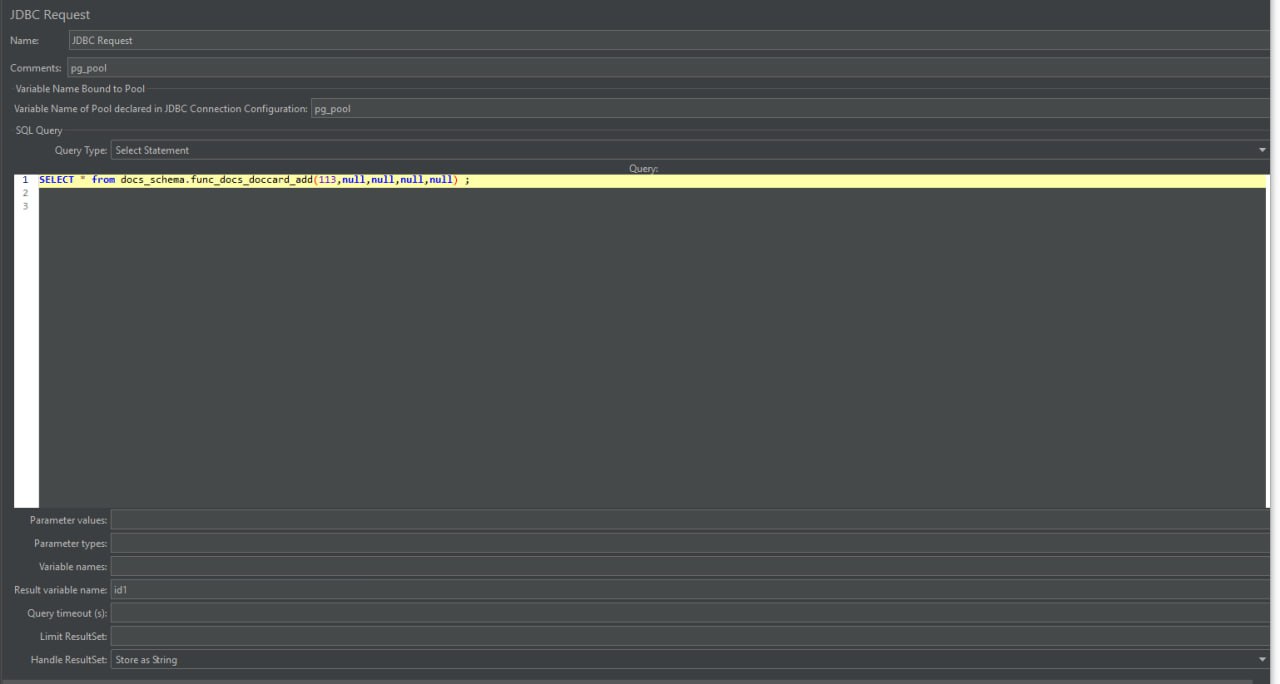 JDBC Request
Name: JDBC Request
Comments: pg_pool
Variable Name Bound to Pool
Variable Name of Pool declared in JDBC Connection Configuration: pg_pool
SQL Query
Query Type: Select Statement
Query:
1 SELECT * from docs_schema.func_docs_doccard_add(113,null,null,null,null) ;
2
3
Parameter values:
Parameter types:
Variable names:
Result variable name: id1
Query timeout (s):
Limit ResultSet:
Handle ResultSet: Store as String